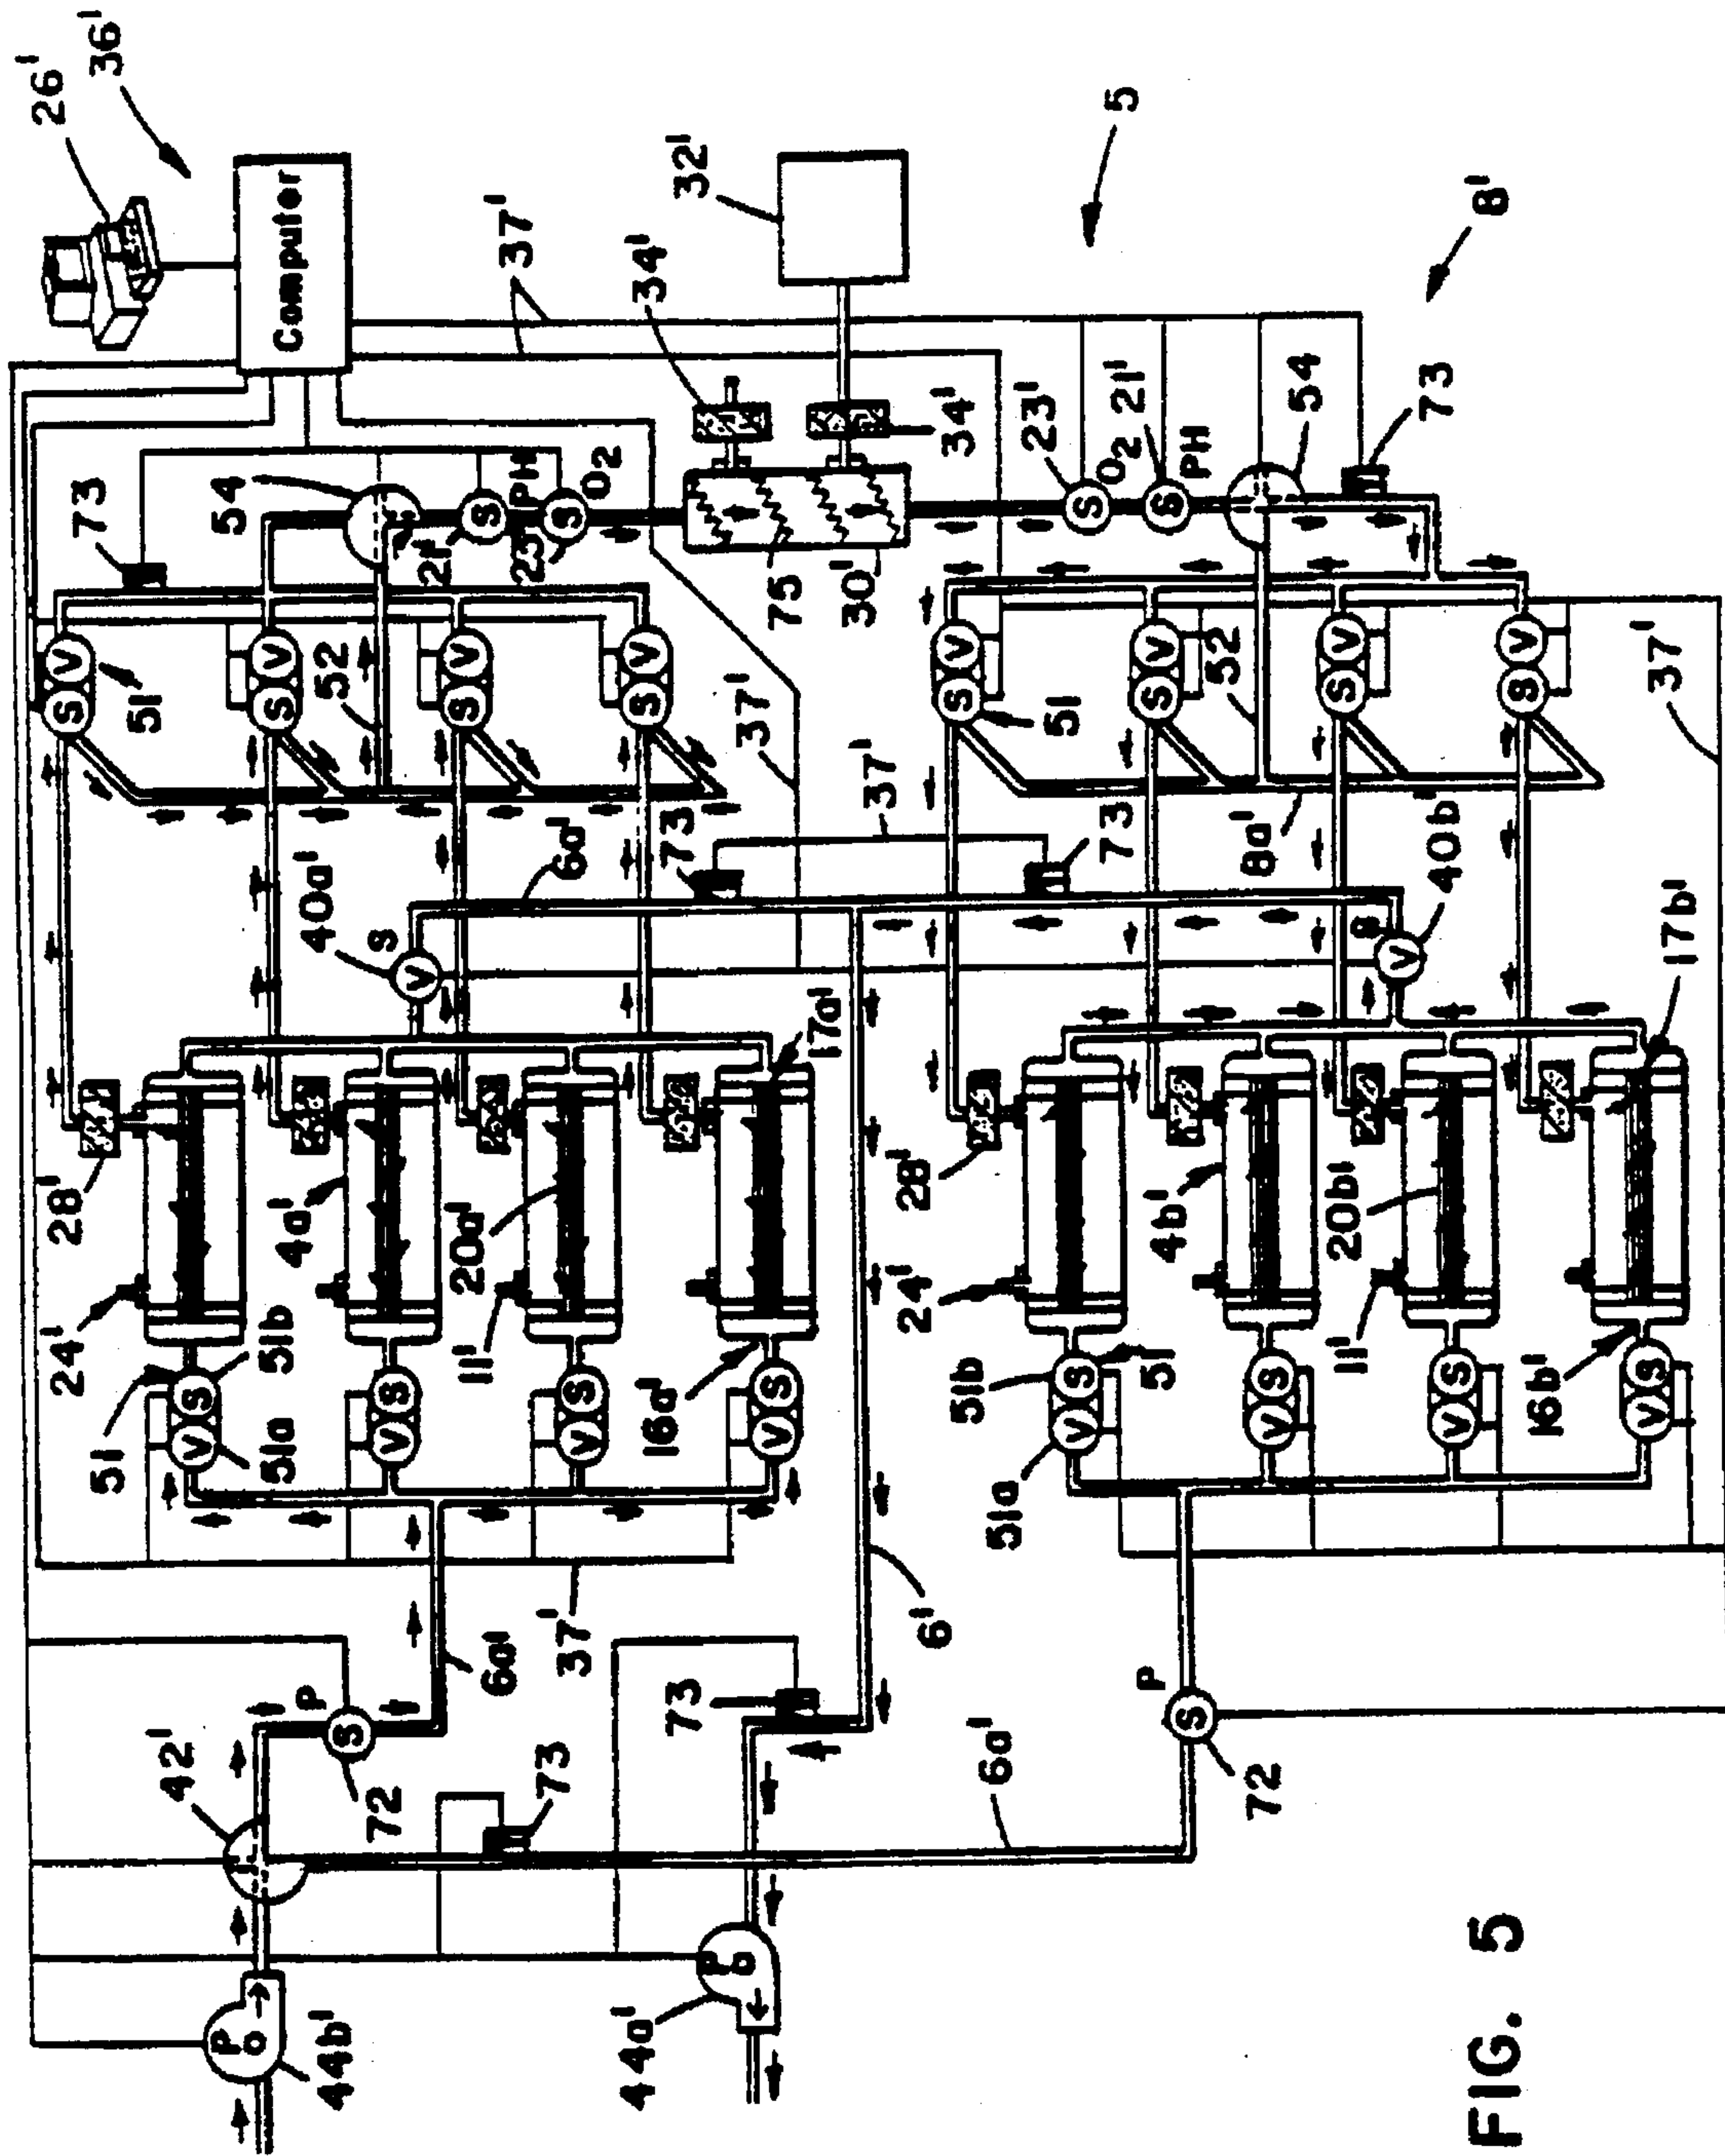 26'
36'
Computer
44b'
P
O
42'
72
S
P
51
51a
V
S
51b
24'
28'
S
V
51
73
54
6a'
37'
V
S
4a'
S
V
52
21'
S
PH
23'
S
O2
73
11'
V
S
20a'
40a'
V
S
S
V
37'
34'
16a'
V
S
17a'
6a'
73
37'
S
V
75
30'
32'
44a'
P
O
73
6'
34'
6a'
51a
V
S
51b
51
24'
28'
37'
73
S
V
51
23'
S
O2
5
72
S
P
V
S
4b'
S
V
52
21'
S
PH
8a'
54
11'
V
S
20b'
40b'
V
S
S
V
73
8'
16b'
V
S
17b'
S
V
37'
FIG. 5